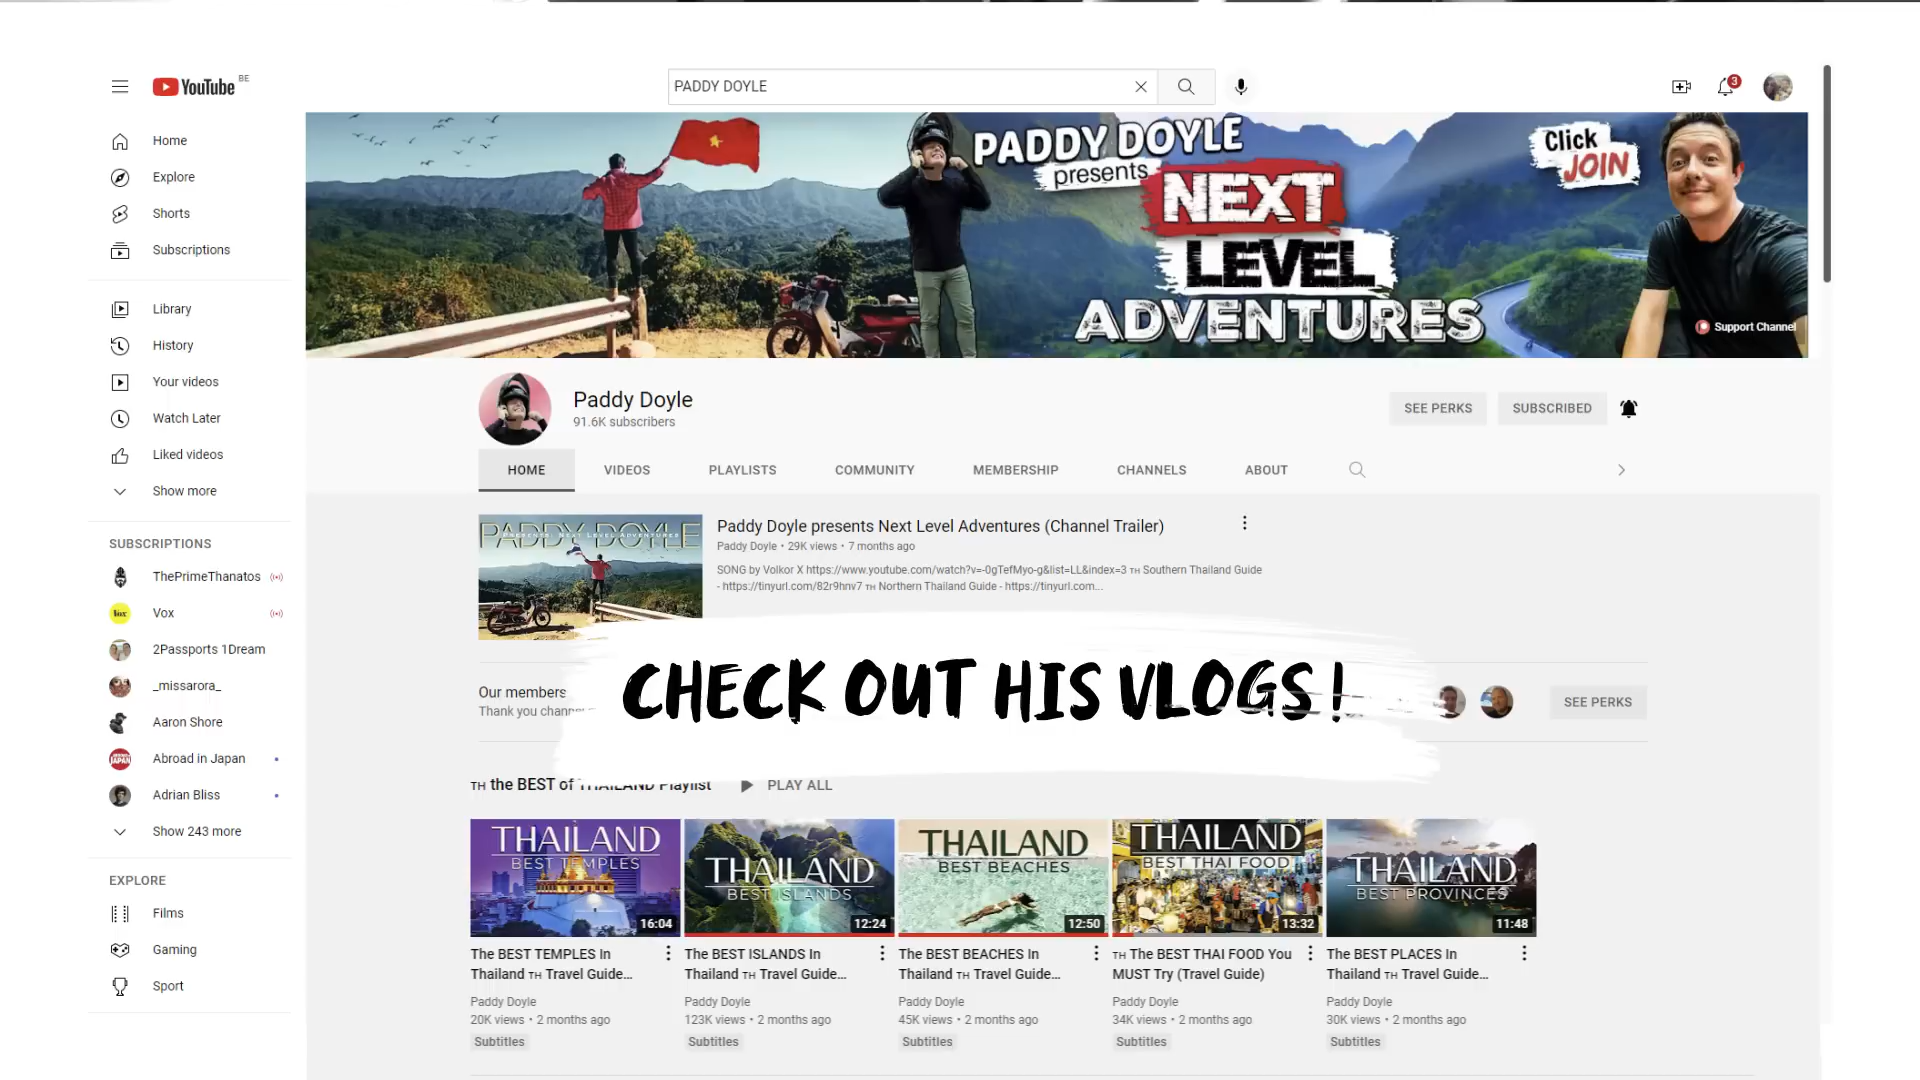 YouTube BE
PADDY DOYLE
3
Home
Explore
Shorts
Subscriptions
Library
History
Your videos
Watch Later
Liked videos
Show more
SUBSCRIPTIONS
ThePrimeThanatos
Vox
2Passports 1Dream
_missarora_
Aaron Shore
Abroad in Japan
Adrian Bliss
Show 243 more
EXPLORE
Films
Gaming
Sport
PADDY DOYLE
presents
NEXT
LEVEL
ADVENTURES
Click
JOIN
Support Channel
Paddy Doyle
91.6K subscribers
SEE PERKS
SUBSCRIBED
HOME VIDEOS PLAYLISTS COMMUNITY MEMBERSHIP CHANNELS ABOUT
PADDY DOYLE
PRESENTS: NEXT LEVEL ADVENTURES
Paddy Doyle presents Next Level Adventures (Channel Trailer)
Paddy Doyle • 29K views • 7 months ago
SONG by Volkor X https://www.youtube.com/watch?v=-0gTefMyo-g&list=LL&index=3 TH Southern Thailand Guide
- https://tinyurl.com/82r9hnv7 TH Northern Thailand Guide - https://tinyurl.com...
CHECK OUT HIS VLOGS!
Our members
Thank you
SEE PERKS
TH the BEST of THAILAND Playlist PLAY ALL
THAILAND
BEST TEMPLES
16:04
The BEST TEMPLES In
Thailand TH Travel Guide...
Paddy Doyle
20K views • 2 months ago
Subtitles
THAILAND
BEST ISLANDS
12:24
The BEST ISLANDS In
Thailand TH Travel Guide...
Paddy Doyle
123K views • 2 months ago
Subtitles
THAILAND
BEST BEACHES
12:50
The BEST BEACHES In
Thailand TH Travel Guide...
Paddy Doyle
45K views • 2 months ago
Subtitles
THAILAND
BEST THAI FOOD
13:32
TH The BEST THAI FOOD You
MUST Try (Travel Guide)
Paddy Doyle
34K views • 2 months ago
Subtitles
THAILAND
BEST PROVINCES
11:48
The BEST PLACES In
Thailand TH Travel Guide...
Paddy Doyle
30K views • 2 months ago
Subtitles